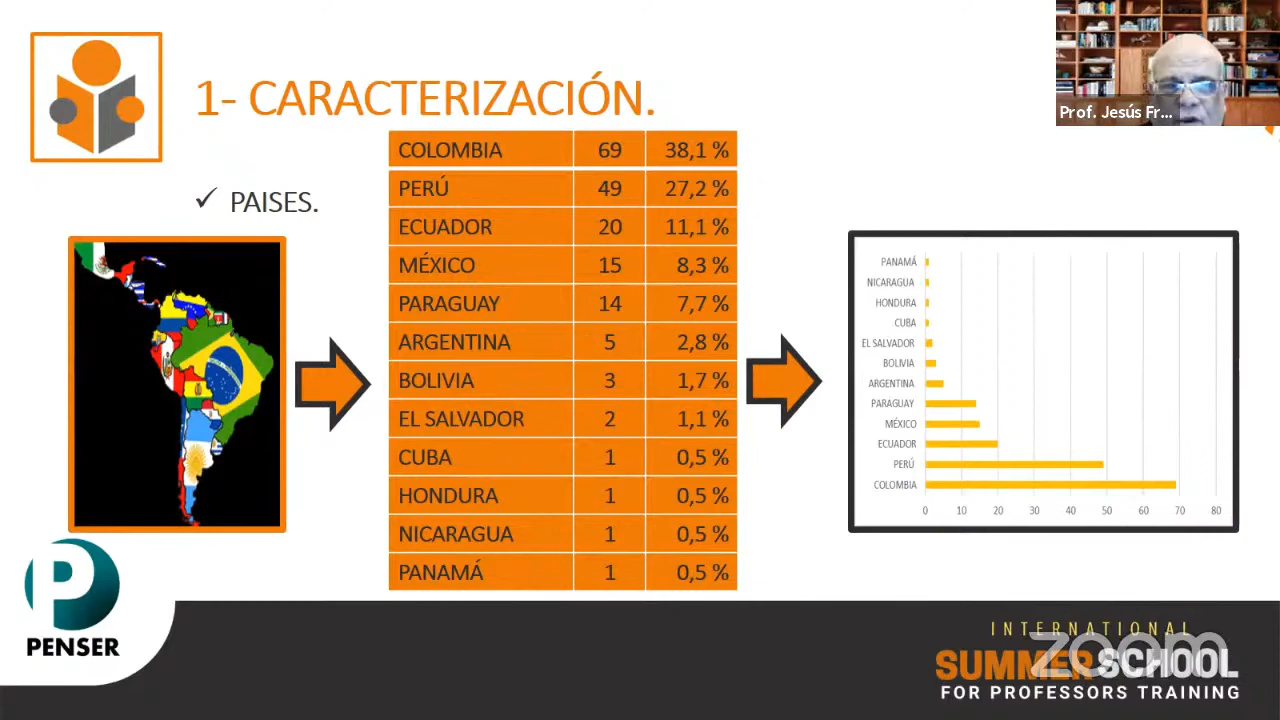 1- CARACTERIZACIÓN.
Prof. Jesús Fr...
✓ PAISES.
COLOMBIA 69 38,1 %
PERÚ 49 27,2 %
ECUADOR 20 11,1 %
MÉXICO 15 8,3 %
PARAGUAY 14 7,7 %
ARGENTINA 5 2,8 %
BOLIVIA 3 1,7 %
EL SALVADOR 2 1,1 %
CUBA 1 0,5 %
HONDURA 1 0,5 %
NICARAGUA 1 0,5 %
PANAMÁ 1 0,5 %
PANAMÁ
NICARAGUA
HONDURA
CUBA
EL SALVADOR
BOLIVIA
ARGENTINA
PARAGUAY
MÉXICO
ECUADOR
PERÚ
COLOMBIA
0 10 20 30 40 50 60 70 80
P
PENSER
INTERNATIONAL
SUMMER SCHOOL
zoom
FOR PROFESSORS TRAINING